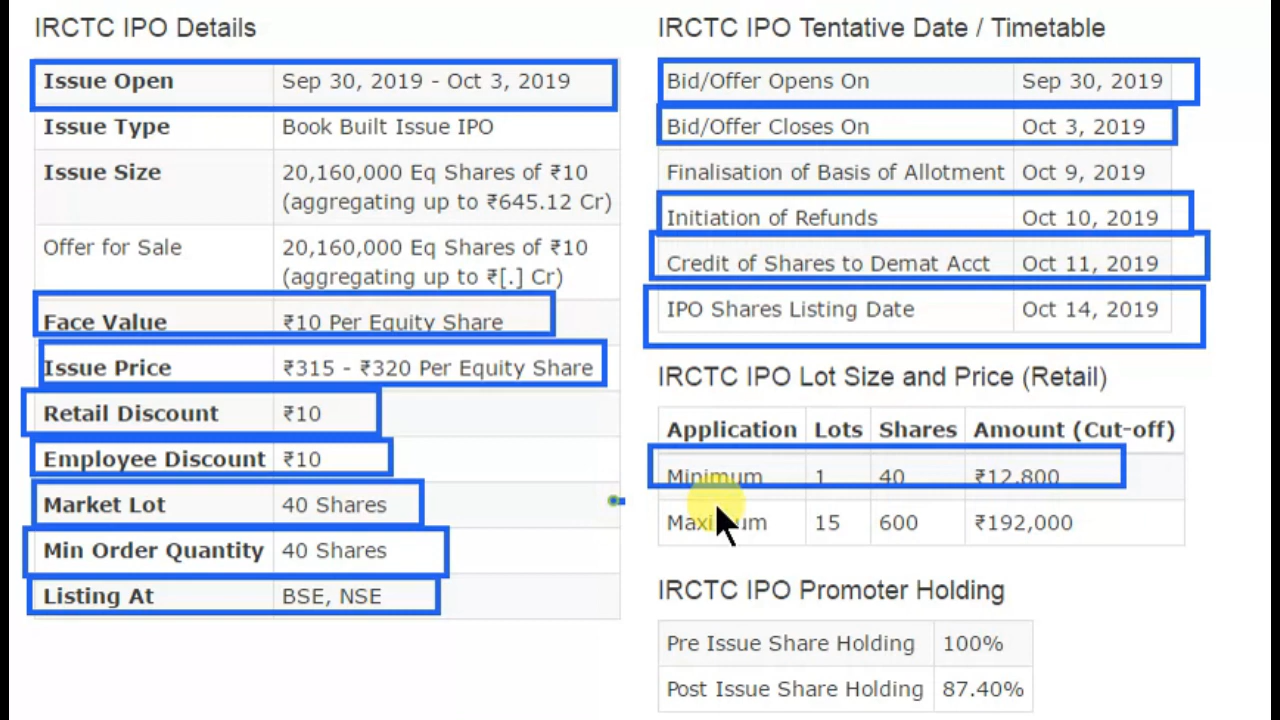 IRCTC IPO Details
Issue Open Sep 30, 2019 - Oct 3, 2019
Issue Type Book Built Issue IPO
Issue Size 20,160,000 Eq Shares of ₹10
(aggregating up to ₹645.12 Cr)
Offer for Sale 20,160,000 Eq Shares of ₹10
(aggregating up to ₹[.] Cr)
Face Value ₹10 Per Equity Share
Issue Price ₹315 - ₹320 Per Equity Share
Retail Discount ₹10
Employee Discount ₹10
Market Lot 40 Shares
Min Order Quantity 40 Shares
Listing At BSE, NSE
IRCTC IPO Tentative Date / Timetable
Bid/Offer Opens On Sep 30, 2019
Bid/Offer Closes On Oct 3, 2019
Finalisation of Basis of Allotment Oct 9, 2019
Initiation of Refunds Oct 10, 2019
Credit of Shares to Demat Acct Oct 11, 2019
IPO Shares Listing Date Oct 14, 2019
IRCTC IPO Lot Size and Price (Retail)
Application Lots Shares Amount (Cut-off)
Minimum 1 40 ₹12,800
Maximum 15 600 ₹192,000
IRCTC IPO Promoter Holding
Pre Issue Share Holding 100%
Post Issue Share Holding 87.40%